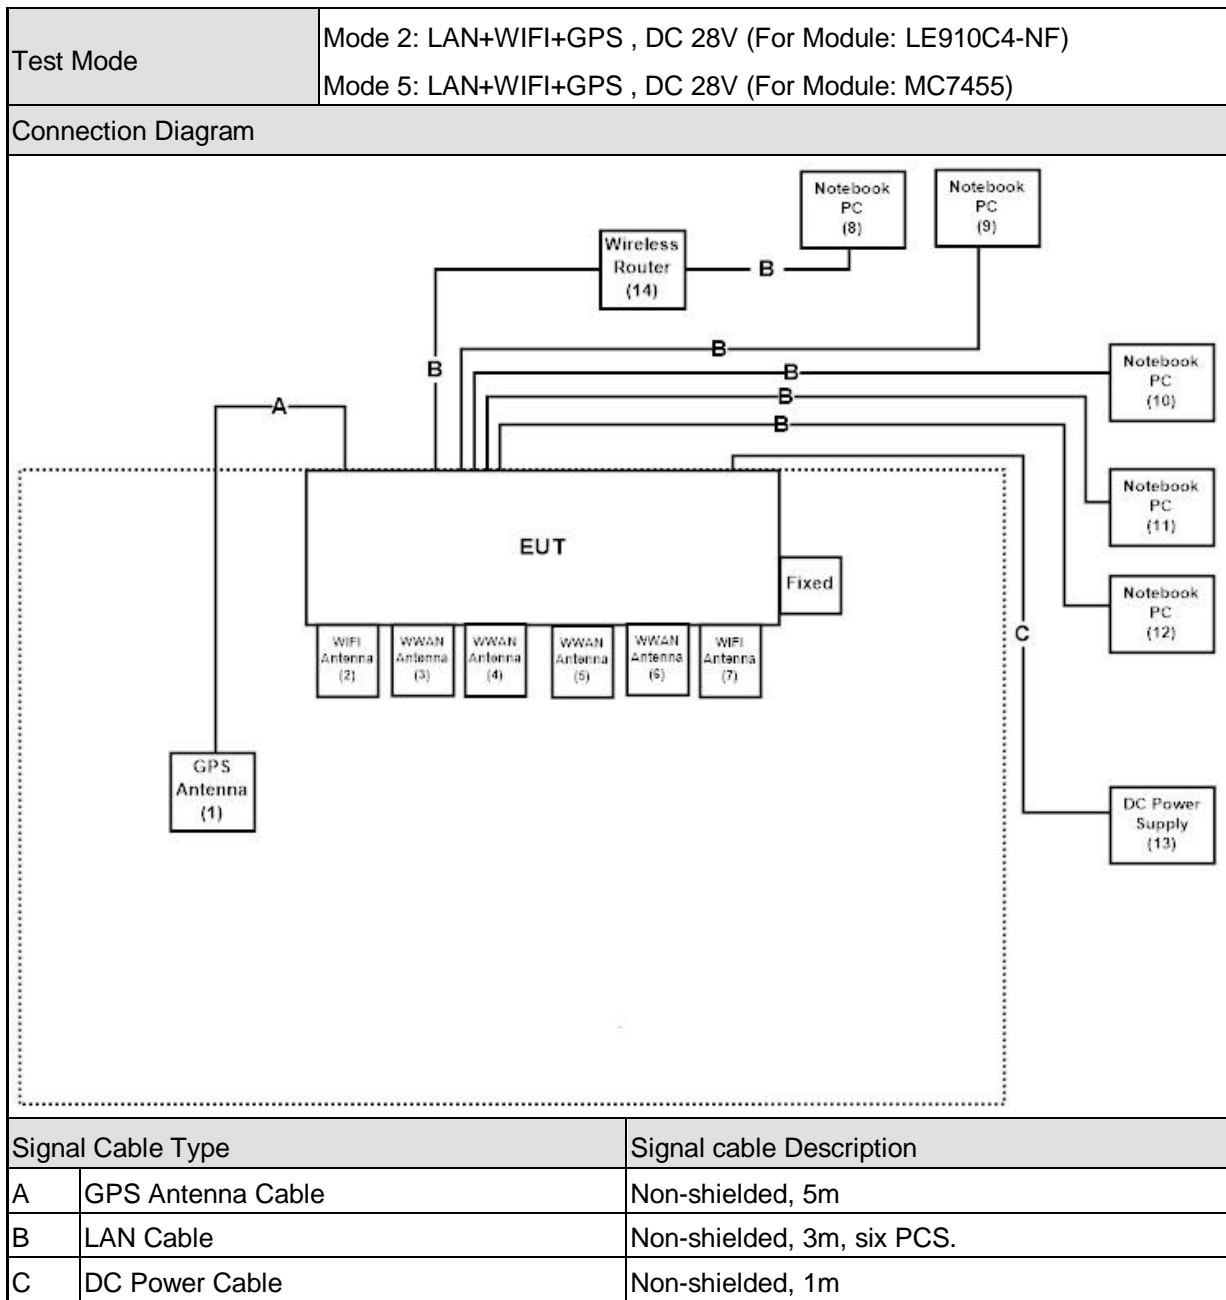 Test Mode
Mode 2: LAN+WIFI+GPS , DC 28V (For Module: LE910C4-NF)
Mode 5: LAN+WIFI+GPS , DC 28V (For Module: MC7455)
Connection Diagram
Notebook
PC
(8)
Notebook
PC
(9)
Wireless
Router
(14)
B
B
B
B
B
B
A
Notebook
PC
(10)
Notebook
PC
(11)
Notebook
PC
(12)
EUT
Fixed
WIFI
Antenna
(2)
WWAN
Antenna
(3)
WWAN
Antenna
(4)
WWAN
Antenna
(5)
WWAN
Antenna
(6)
WIFI
Antenna
(7)
C
GPS
Antenna
(1)
DC Power
Supply
(13)
Signal Cable Type
Signal cable Description
A
GPS Antenna Cable
Non-shielded, 5m
B
LAN Cable
Non-shielded, 3m, six PCS.
C
DC Power Cable
Non-shielded, 1m